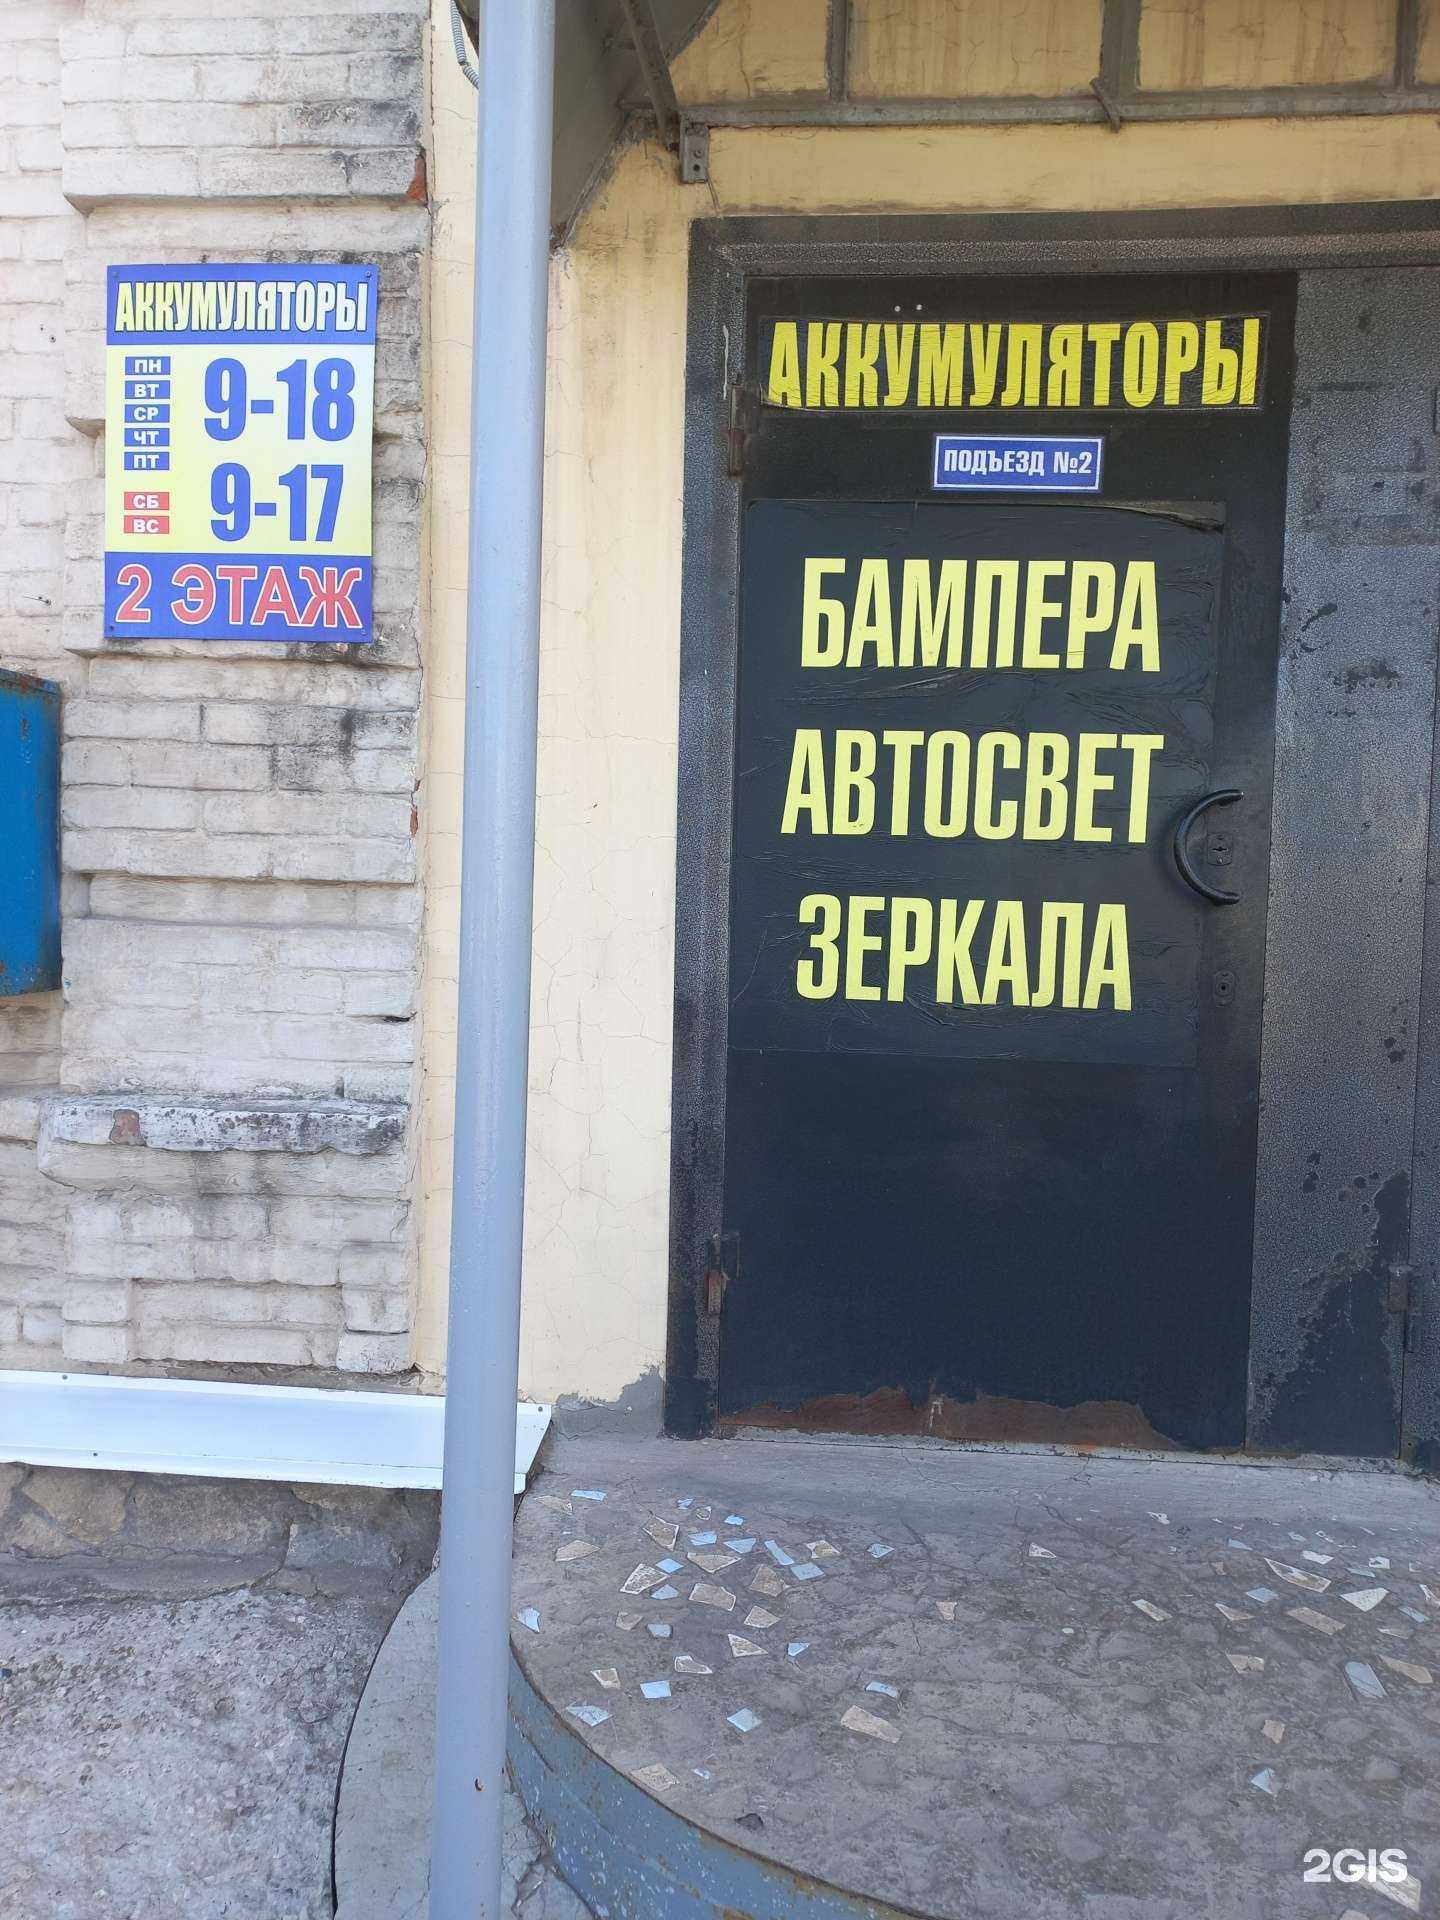 АККУМУЛЯТОРЫ
ПН
ВТ
СР
ЧТ
ПТ
9-18
СБ
ВС
9-17
2 ЭТАЖ
АККУМУЛЯТОРЫ
ПОДЪЕЗД №2
БАМПЕРА
АВТОСВЕТ
ЗЕРКАЛА
2GIS